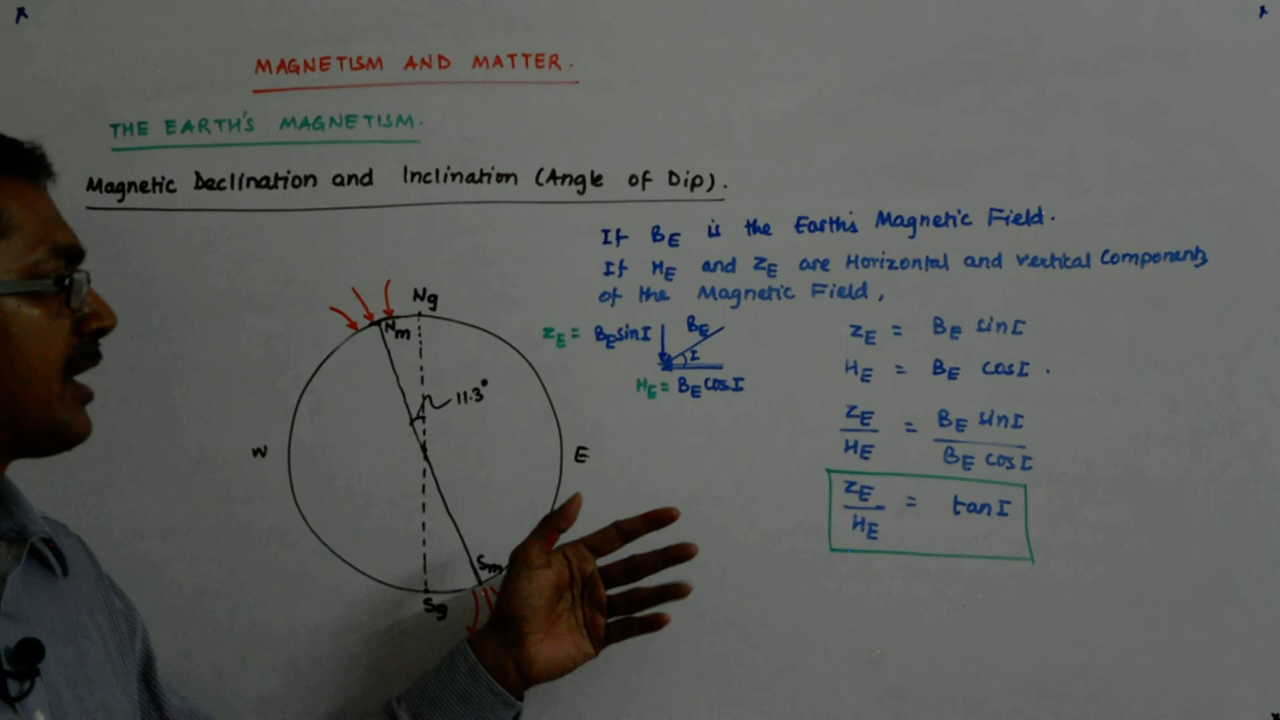 MAGNETISM AND MATTER.
THE EARTH'S MAGNETISM.
Magnetic Declination and Inclination (Angle of Dip).
If BE is the Earth's Magnetic Field.
If HE and ZE are Horizontal and vertical Components
of the Magnetic Field,
Ng
Nm
11.3°
W
E
Sm
Sg
ZE = BE sin I
BE
I
HE = BE cos I
ZE = BE sin I
HE = BE cos I .
ZE / HE = BE sin I / BE cos I
ZE / HE = tan I